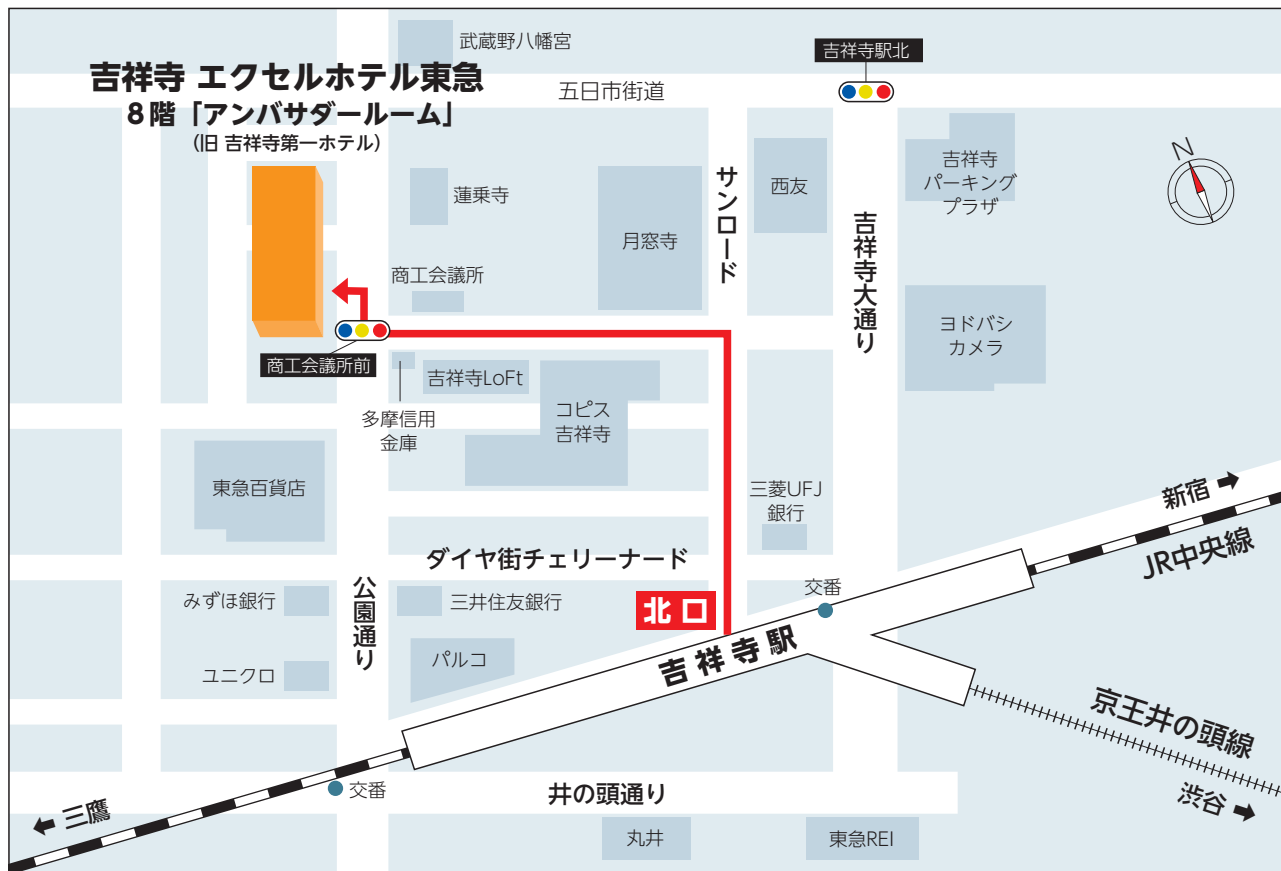 武蔵野八幡宮
吉祥寺駅北
吉祥寺 エクセルホテル東急
8階「アンバサダールーム」
(旧 吉祥寺第一ホテル)
五日市街道
N
蓮乗寺
月窓寺
サンロード
西友
吉祥寺
パーキング
プラザ
吉祥寺大通り
商工会議所
ヨドバシ
カメラ
商工会議所前
吉祥寺LoFt
多摩信用
金庫
コピス
吉祥寺
東急百貨店
三菱UFJ
銀行
新宿
JR中央線
ダイヤ街チェリーナード
公園通り
みずほ銀行
三井住友銀行
北口
交番
吉祥寺駅
パルコ
ユニクロ
京王井の頭線
渋谷
三鷹
交番
井の頭通り
丸井
東急REI